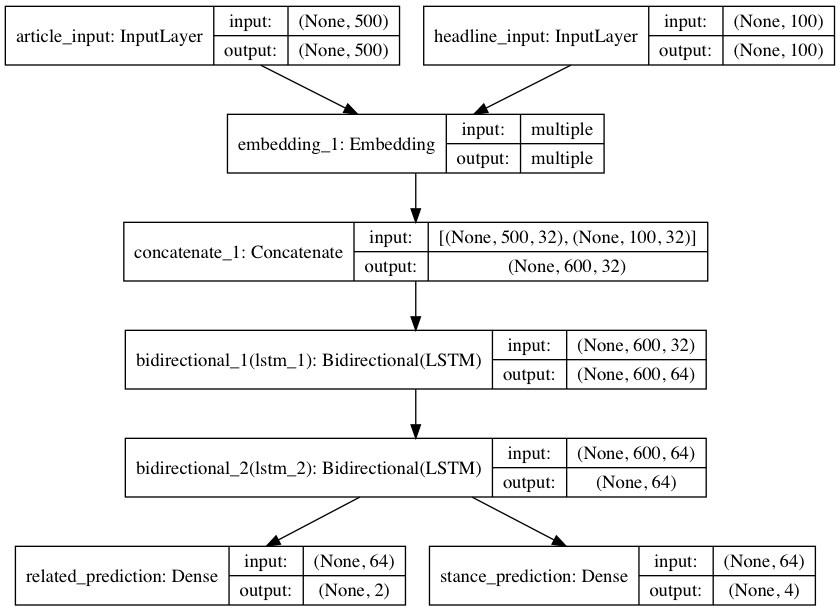 article_input: InputLayer
input: (None, 500)
output: (None, 500)
headline_input: InputLayer
input: (None, 100)
output: (None, 100)
embedding_1: Embedding
input: multiple
output: multiple
concatenate_1: Concatenate
input: [(None, 500, 32), (None, 100, 32)]
output: (None, 600, 32)
bidirectional_1(lstm_1): Bidirectional(LSTM)
input: (None, 600, 32)
output: (None, 600, 64)
bidirectional_2(lstm_2): Bidirectional(LSTM)
input: (None, 600, 64)
output: (None, 64)
related_prediction: Dense
input: (None, 64)
output: (None, 2)
stance_prediction: Dense
input: (None, 64)
output: (None, 4)